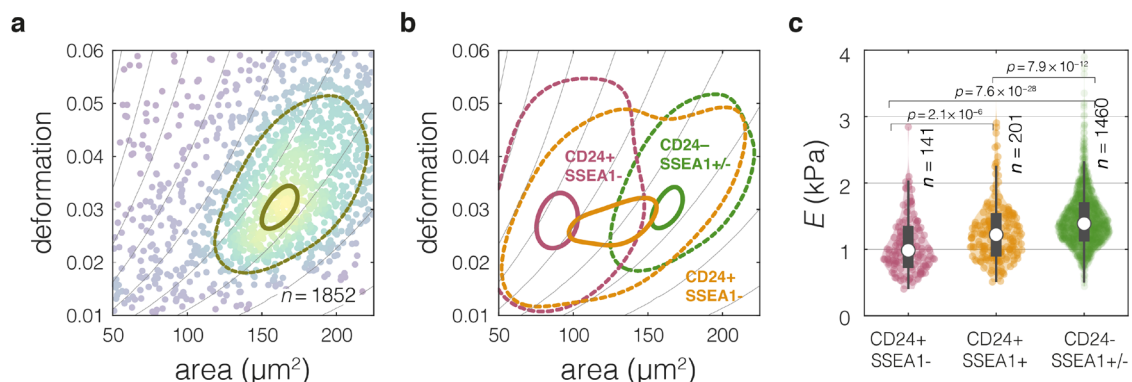 a
0.06
0.05
0.04
0.03
0.02
0.01
deformation
n = 1852
50
100
150
200
area (µm²)
b
0.06
0.05
0.04
0.03
0.02
0.01
deformation
CD24+
SSEA1-
CD24–
SSEA1+/-
CD24+
SSEA1-
50
100
150
200
area (µm²)
c
4
3
2
1
0
E (kPa)
p = 7.9 × 10⁻¹²
p = 7.6 × 10⁻²⁸
p = 2.1 × 10⁻⁶
n = 141
n = 201
n = 1460
CD24+
SSEA1-
CD24+
SSEA1+
CD24-
SSEA1+/-